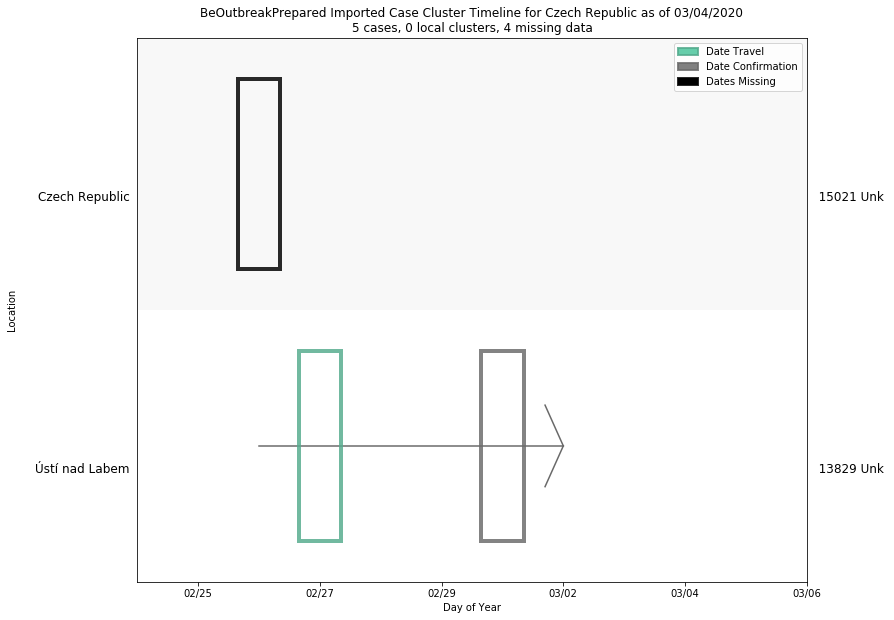 BeOutbreakPrepared Imported Case Cluster Timeline for Czech Republic as of 03/04/2020
5 cases, 0 local clusters, 4 missing data
Date Travel
Date Confirmation
Dates Missing
Czech Republic
15021 Unk
Location
Ústí nad Labem
13829 Unk
02/25
02/27
02/29
03/02
03/04
03/06
Day of Year